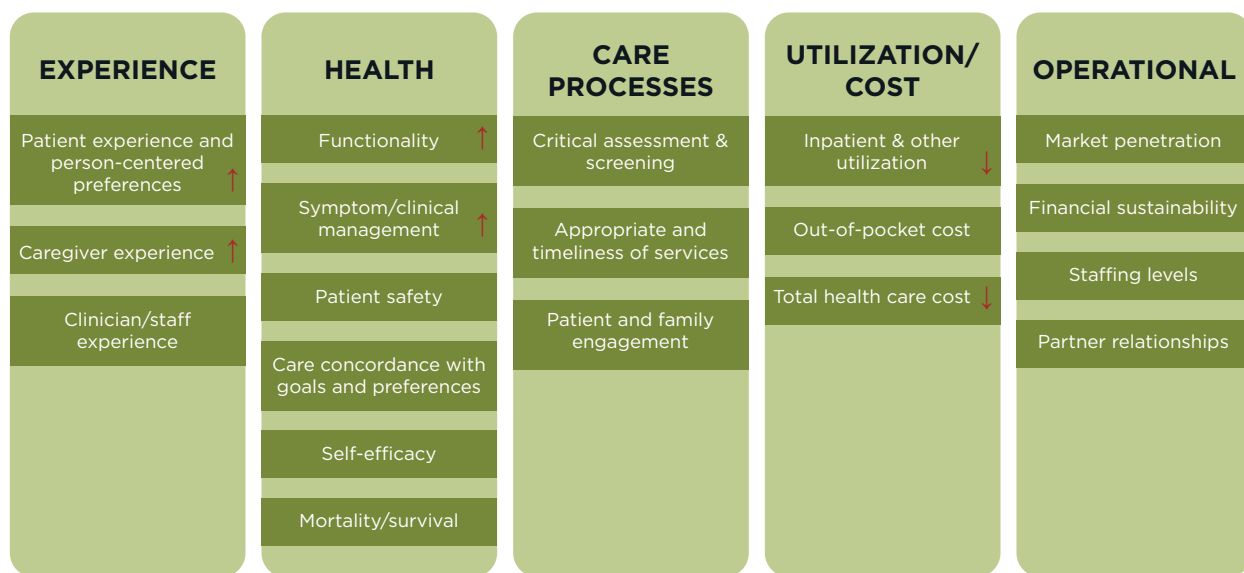 EXPERIENCE
Patient experience and
person-centered
preferences ↑
Caregiver experience ↑
Clinician/staff
experience
HEALTH
Functionality ↑
Symptom/clinical
management ↑
Patient safety
Care concordance with
goals and preferences
Self-efficacy
Mortality/survival
CARE
PROCESSES
Critical assessment &
screening
Appropriate and
timeliness of services
Patient and family
engagement
UTILIZATION/
COST
Inpatient & other
utilization ↓
Out-of-pocket cost
Total health care cost ↓
OPERATIONAL
Market penetration
Financial sustainability
Staffing levels
Partner relationships